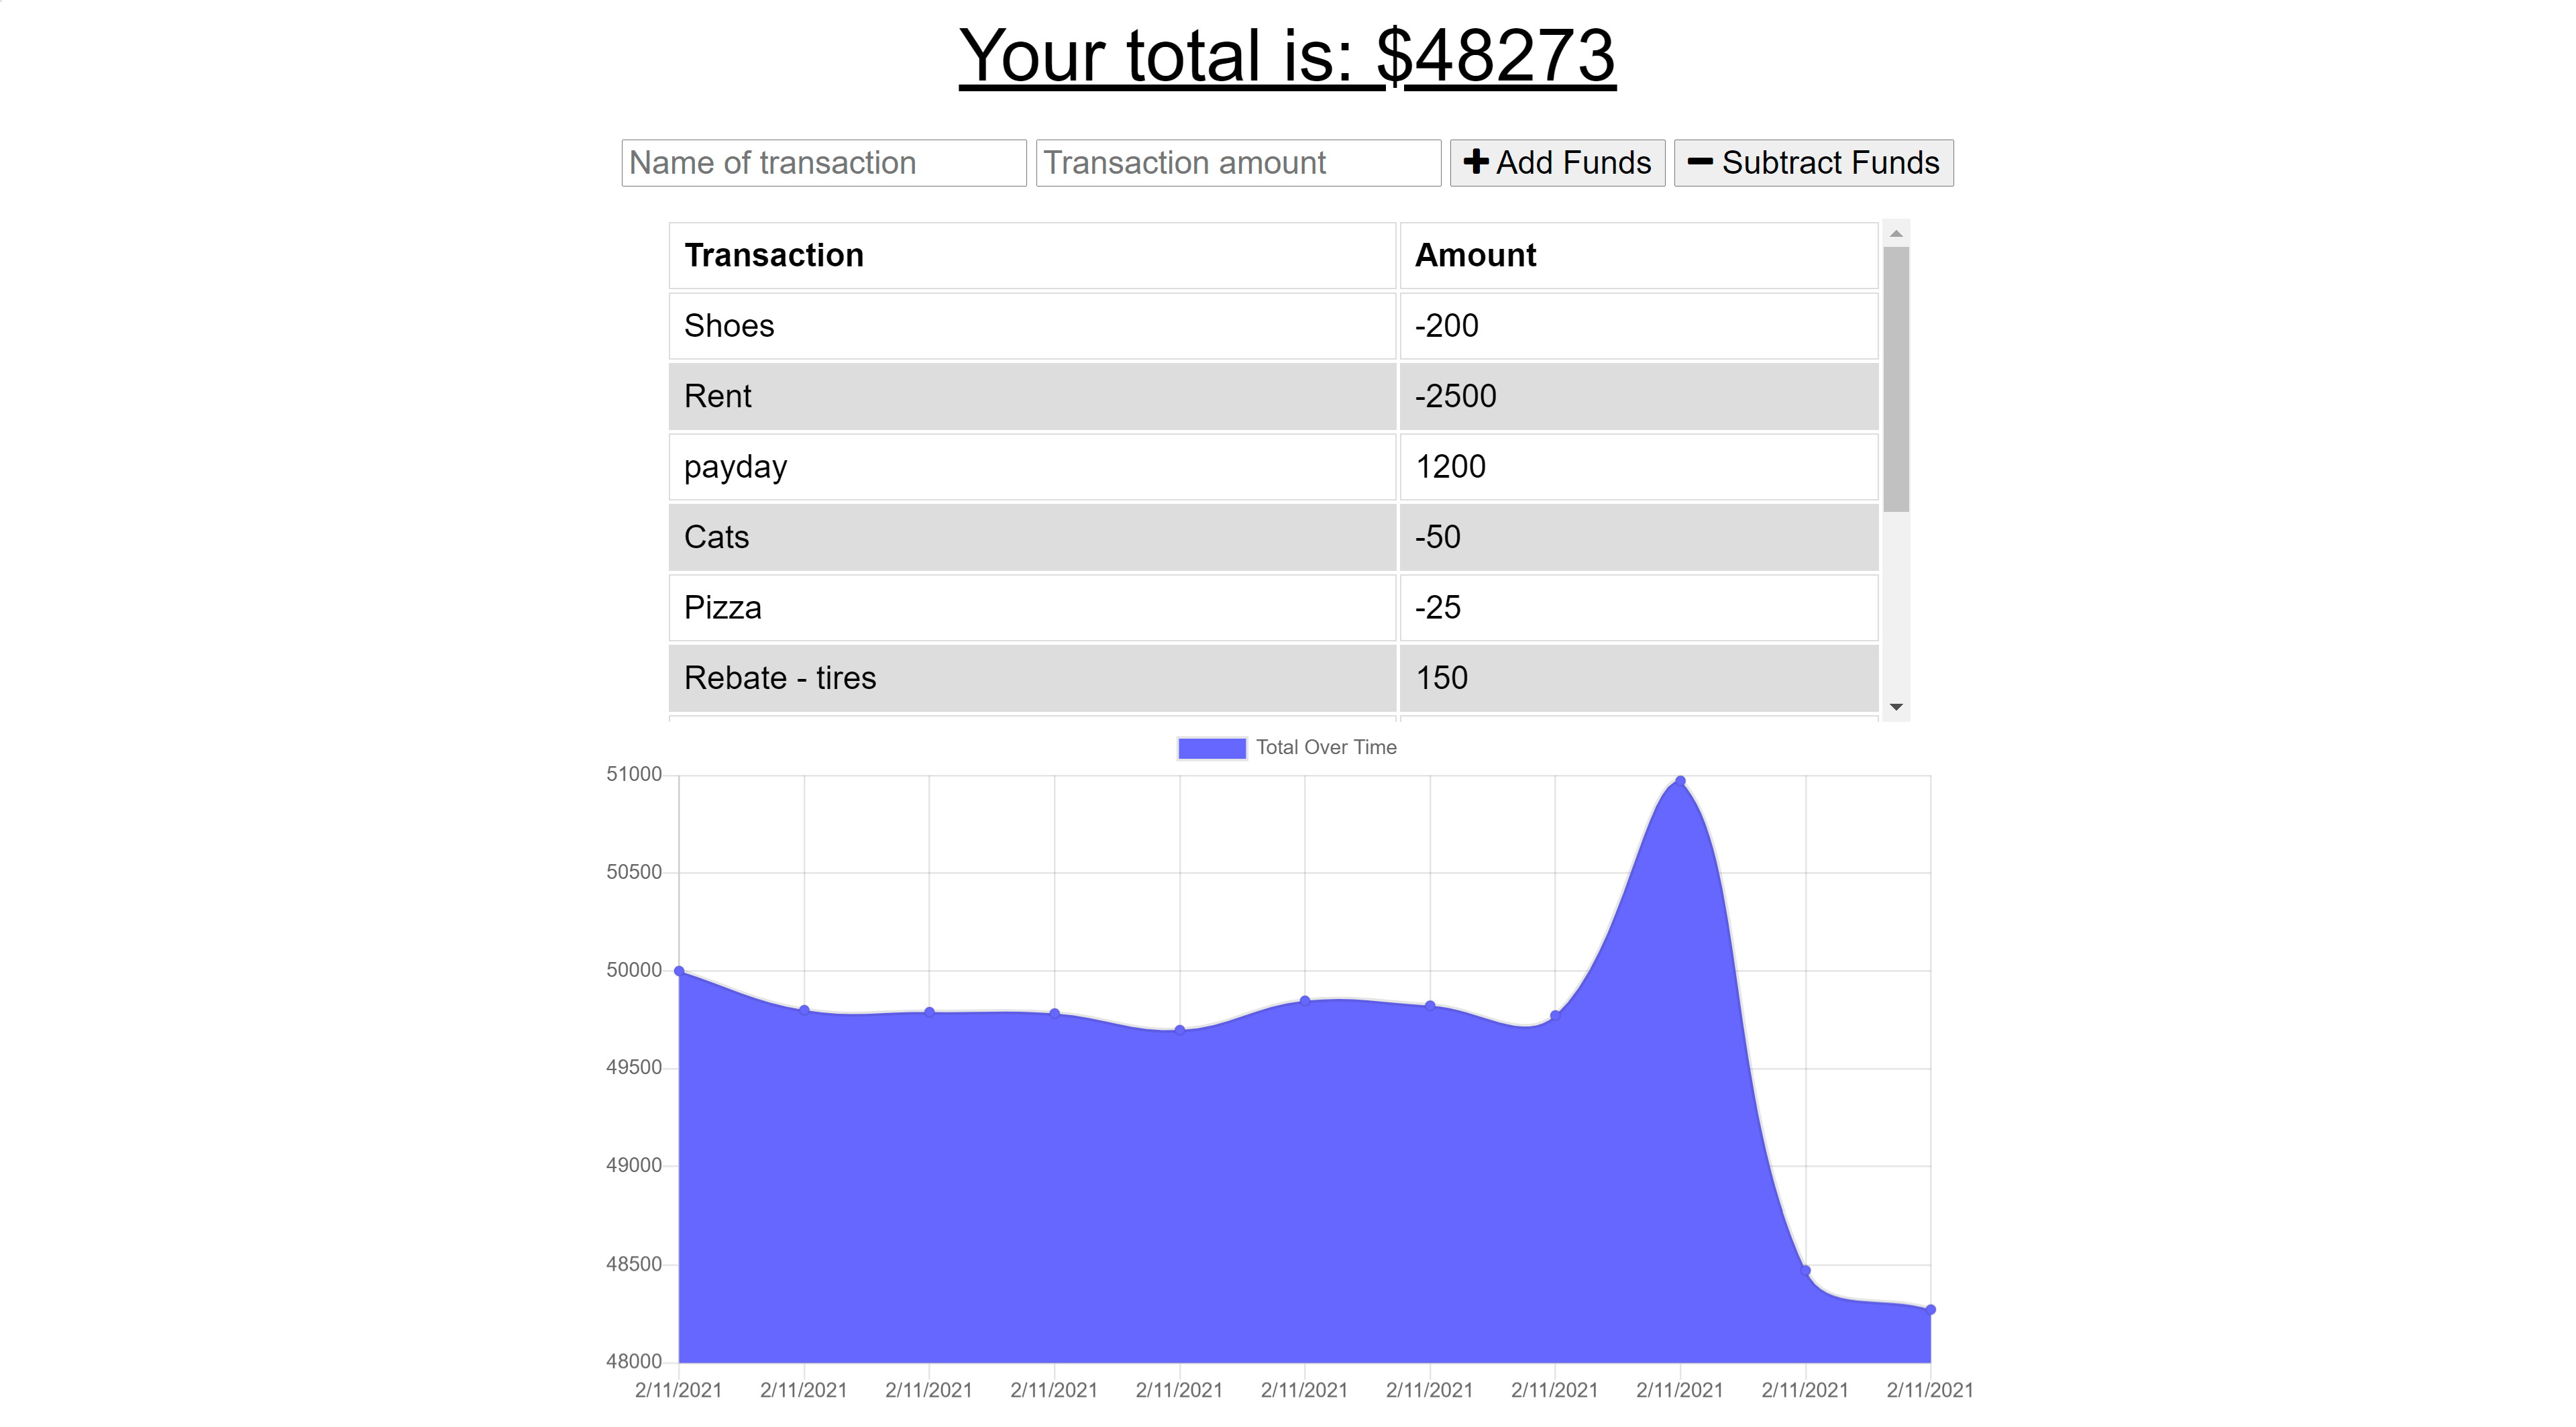 Your total is: $48273
Name of transaction Transaction amount Add Funds Subtract Funds
Transaction Amount
Shoes -200
Rent -2500
payday 1200
Cats -50
Pizza -25
Rebate - tires 150
Total Over Time
51000
50500
50000
49500
49000
48500
48000
2/11/2021 2/11/2021 2/11/2021 2/11/2021 2/11/2021 2/11/2021 2/11/2021 2/11/2021 2/11/2021 2/11/2021 2/11/2021